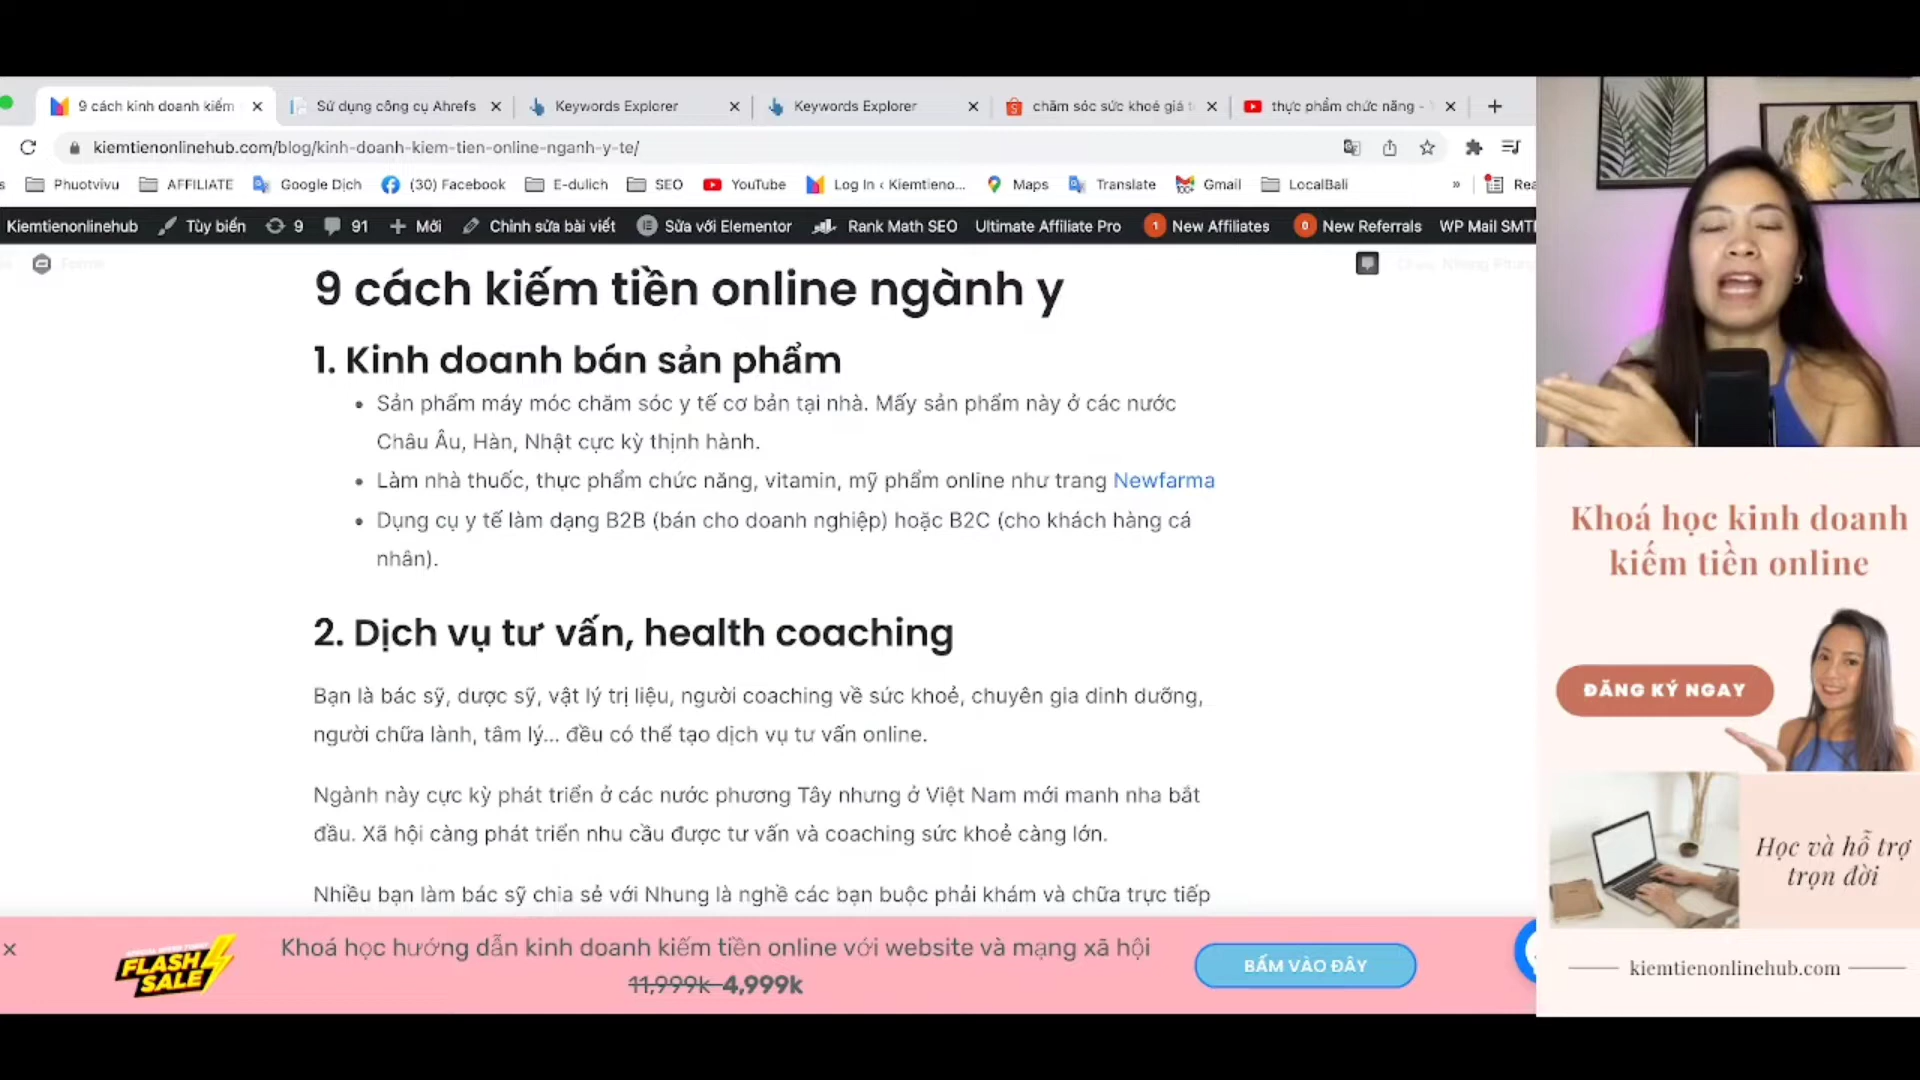 9 cách kinh doanh kiếm
Sử dụng công cụ Ahrefs
Keywords Explorer
Keywords Explorer
chăm sóc sức khoẻ giá
thực phẩm chức năng -
kiemtienonlinehub.com/blog/kinh-doanh-kiem-tien-online-nganh-y-te/
s Phuotvivu AFFILIATE Google Dịch (30) Facebook E-dulich SEO YouTube Log In ‹ Kiemtieno... Maps Translate Gmail LocalBali » Rea
Kiemtienonlinehub Tùy biến 9 91 Mới Chỉnh sửa bài viết Sửa với Elementor Rank Math SEO Ultimate Affiliate Pro 1 New Affiliates 0 New Referrals WP Mail SMT
9 cách kiếm tiền online ngành y
1. Kinh doanh bán sản phẩm
• Sản phẩm máy móc chăm sóc y tế cơ bản tại nhà. Mấy sản phẩm này ở các nước
Châu Âu, Hàn, Nhật cực kỳ thịnh hành.
• Làm nhà thuốc, thực phẩm chức năng, vitamin, mỹ phẩm online như trang Newfarma
• Dụng cụ y tế làm dạng B2B (bán cho doanh nghiệp) hoặc B2C (cho khách hàng cá
nhân).
2. Dịch vụ tư vấn, health coaching
Bạn là bác sỹ, dược sỹ, vật lý trị liệu, người coaching về sức khoẻ, chuyên gia dinh dưỡng,
người chữa lành, tâm lý... đều có thể tạo dịch vụ tư vấn online.
Ngành này cực kỳ phát triển ở các nước phương Tây nhưng ở Việt Nam mới manh nha bắt
đầu. Xã hội càng phát triển nhu cầu được tư vấn và coaching sức khoẻ càng lớn.
Nhiều bạn làm bác sỹ chia sẻ với Nhung là nghề các bạn buộc phải khám và chữa trực tiếp
FLASH
SALE
Khoá học hướng dẫn kinh doanh kiếm tiền online với website và mạng xã hội
11,999k 4,999k
BẤM VÀO ĐÂY
Khoá học kinh doanh
kiếm tiền online
ĐĂNG KÝ NGAY
Học và hỗ trợ
trọn đời
kiemtienonlinehub.com